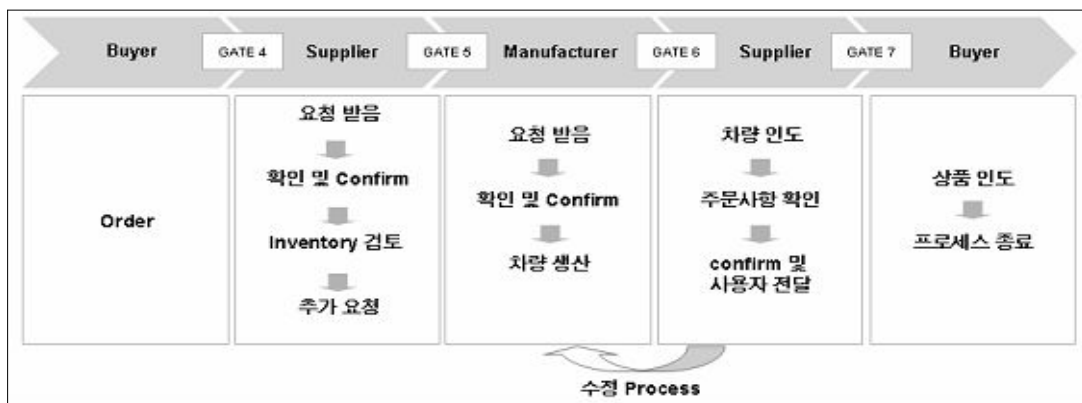 Buyer
GATE 4
Supplier
GATE 5
Manufacturer
GATE 6
Supplier
GATE 7
Buyer
Order
요청 받음
확인 및 Confirm
Inventory 검토
추가 요청
요청 받음
확인 및 Confirm
차량 생산
차량 인도
주문사항 확인
confirm 및
사용자 전달
상품 인도
프로세스 종료
수정 Process